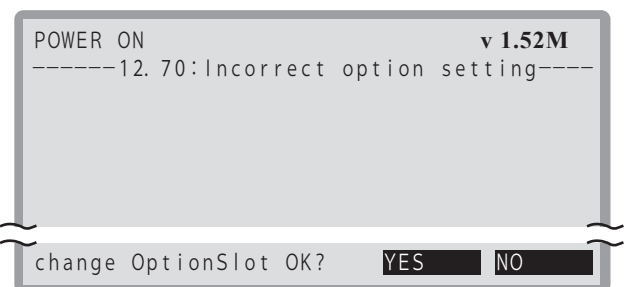 POWER ON v 1.52M
------12.70:Incorrect option setting----
change OptionSlot OK? YES NO